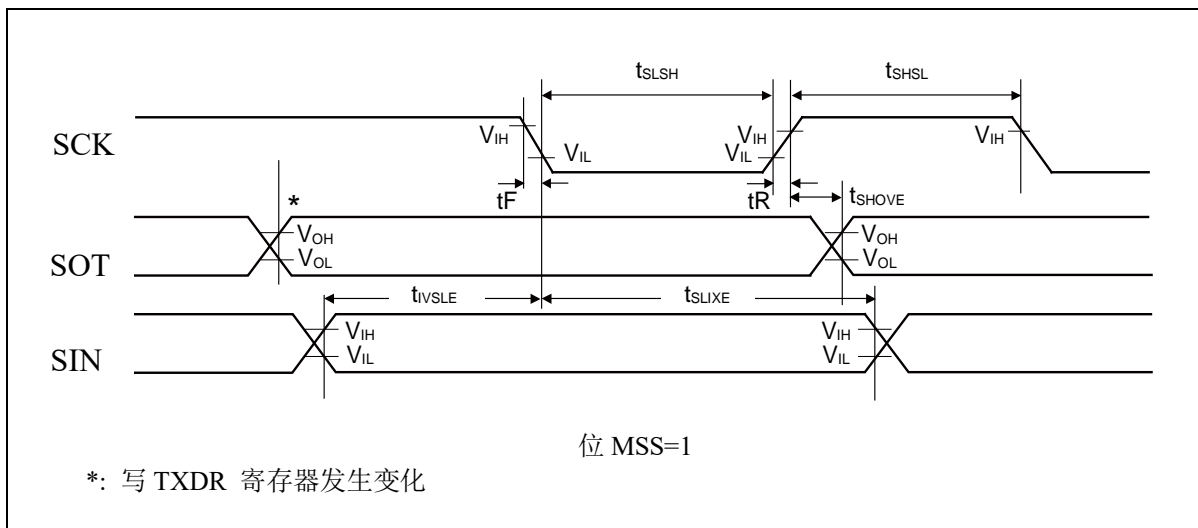 tSLSH tSHSL
SCK VIH VIL VIH VIL VIH
tF tR tSHOVE
*
SOT VOH VOL VOH VOL
tIVSLE tSLIXE
SIN VIH VIL VIH VIL
位 MSS=1
*: 写 TXDR 寄存器发生变化